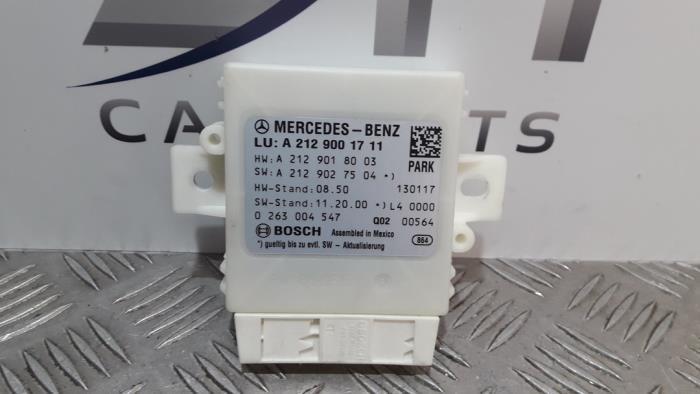 CA PARTS
MERCEDES-BENZ
LU: A 212 900 17 11
HW: A 212 901 80 03
SW: A 212 902 75 04 *)
PARK
HW-Stand: 08.50 130117
SW-Stand: 11.20.00 *) L4 0000
0 263 004 547 Q02 00564
BOSCH Assembled in Mexico
*) gueltig bis zu evtl. SW - Aktualisierung 864